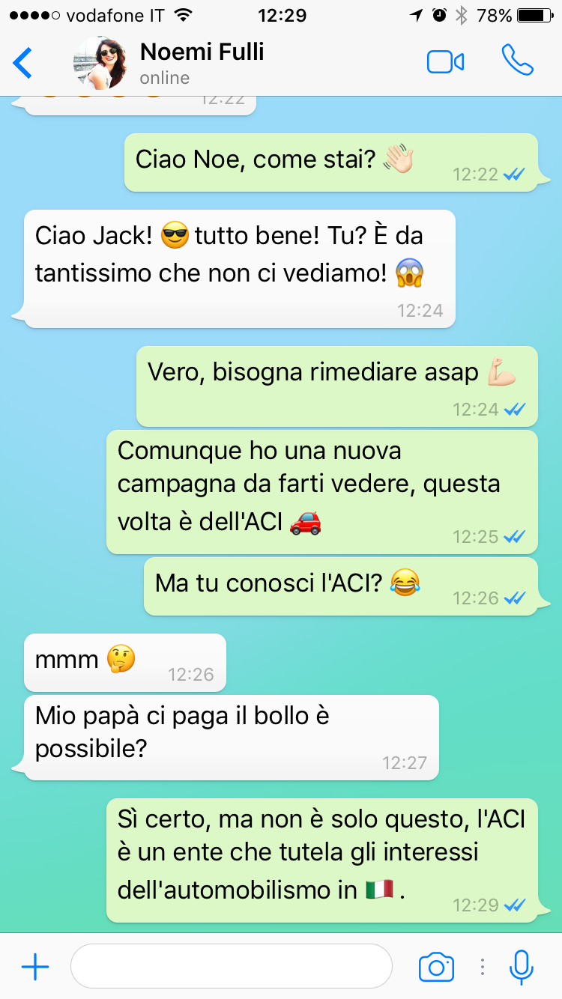 vodafone IT 12:29 78%
Noemi Fulli
online
12:22
Ciao Noe, come stai? 👋🏻
12:22
Ciao Jack! 😎 tutto bene! Tu? È da
tantissimo che non ci vediamo! 😱
12:24
Vero, bisogna rimediare asap 💪🏻
12:24
Comunque ho una nuova
campagna da farti vedere, questa
volta è dell'ACI 🚗
12:25
Ma tu conosci l'ACI? 😂
12:26
mmm 🤔
12:26
Mio papà ci paga il bollo è
possibile?
12:27
Sì certo, ma non è solo questo, l'ACI
è un ente che tutela gli interessi
dell'automobilismo in 🇮🇹 .
12:29